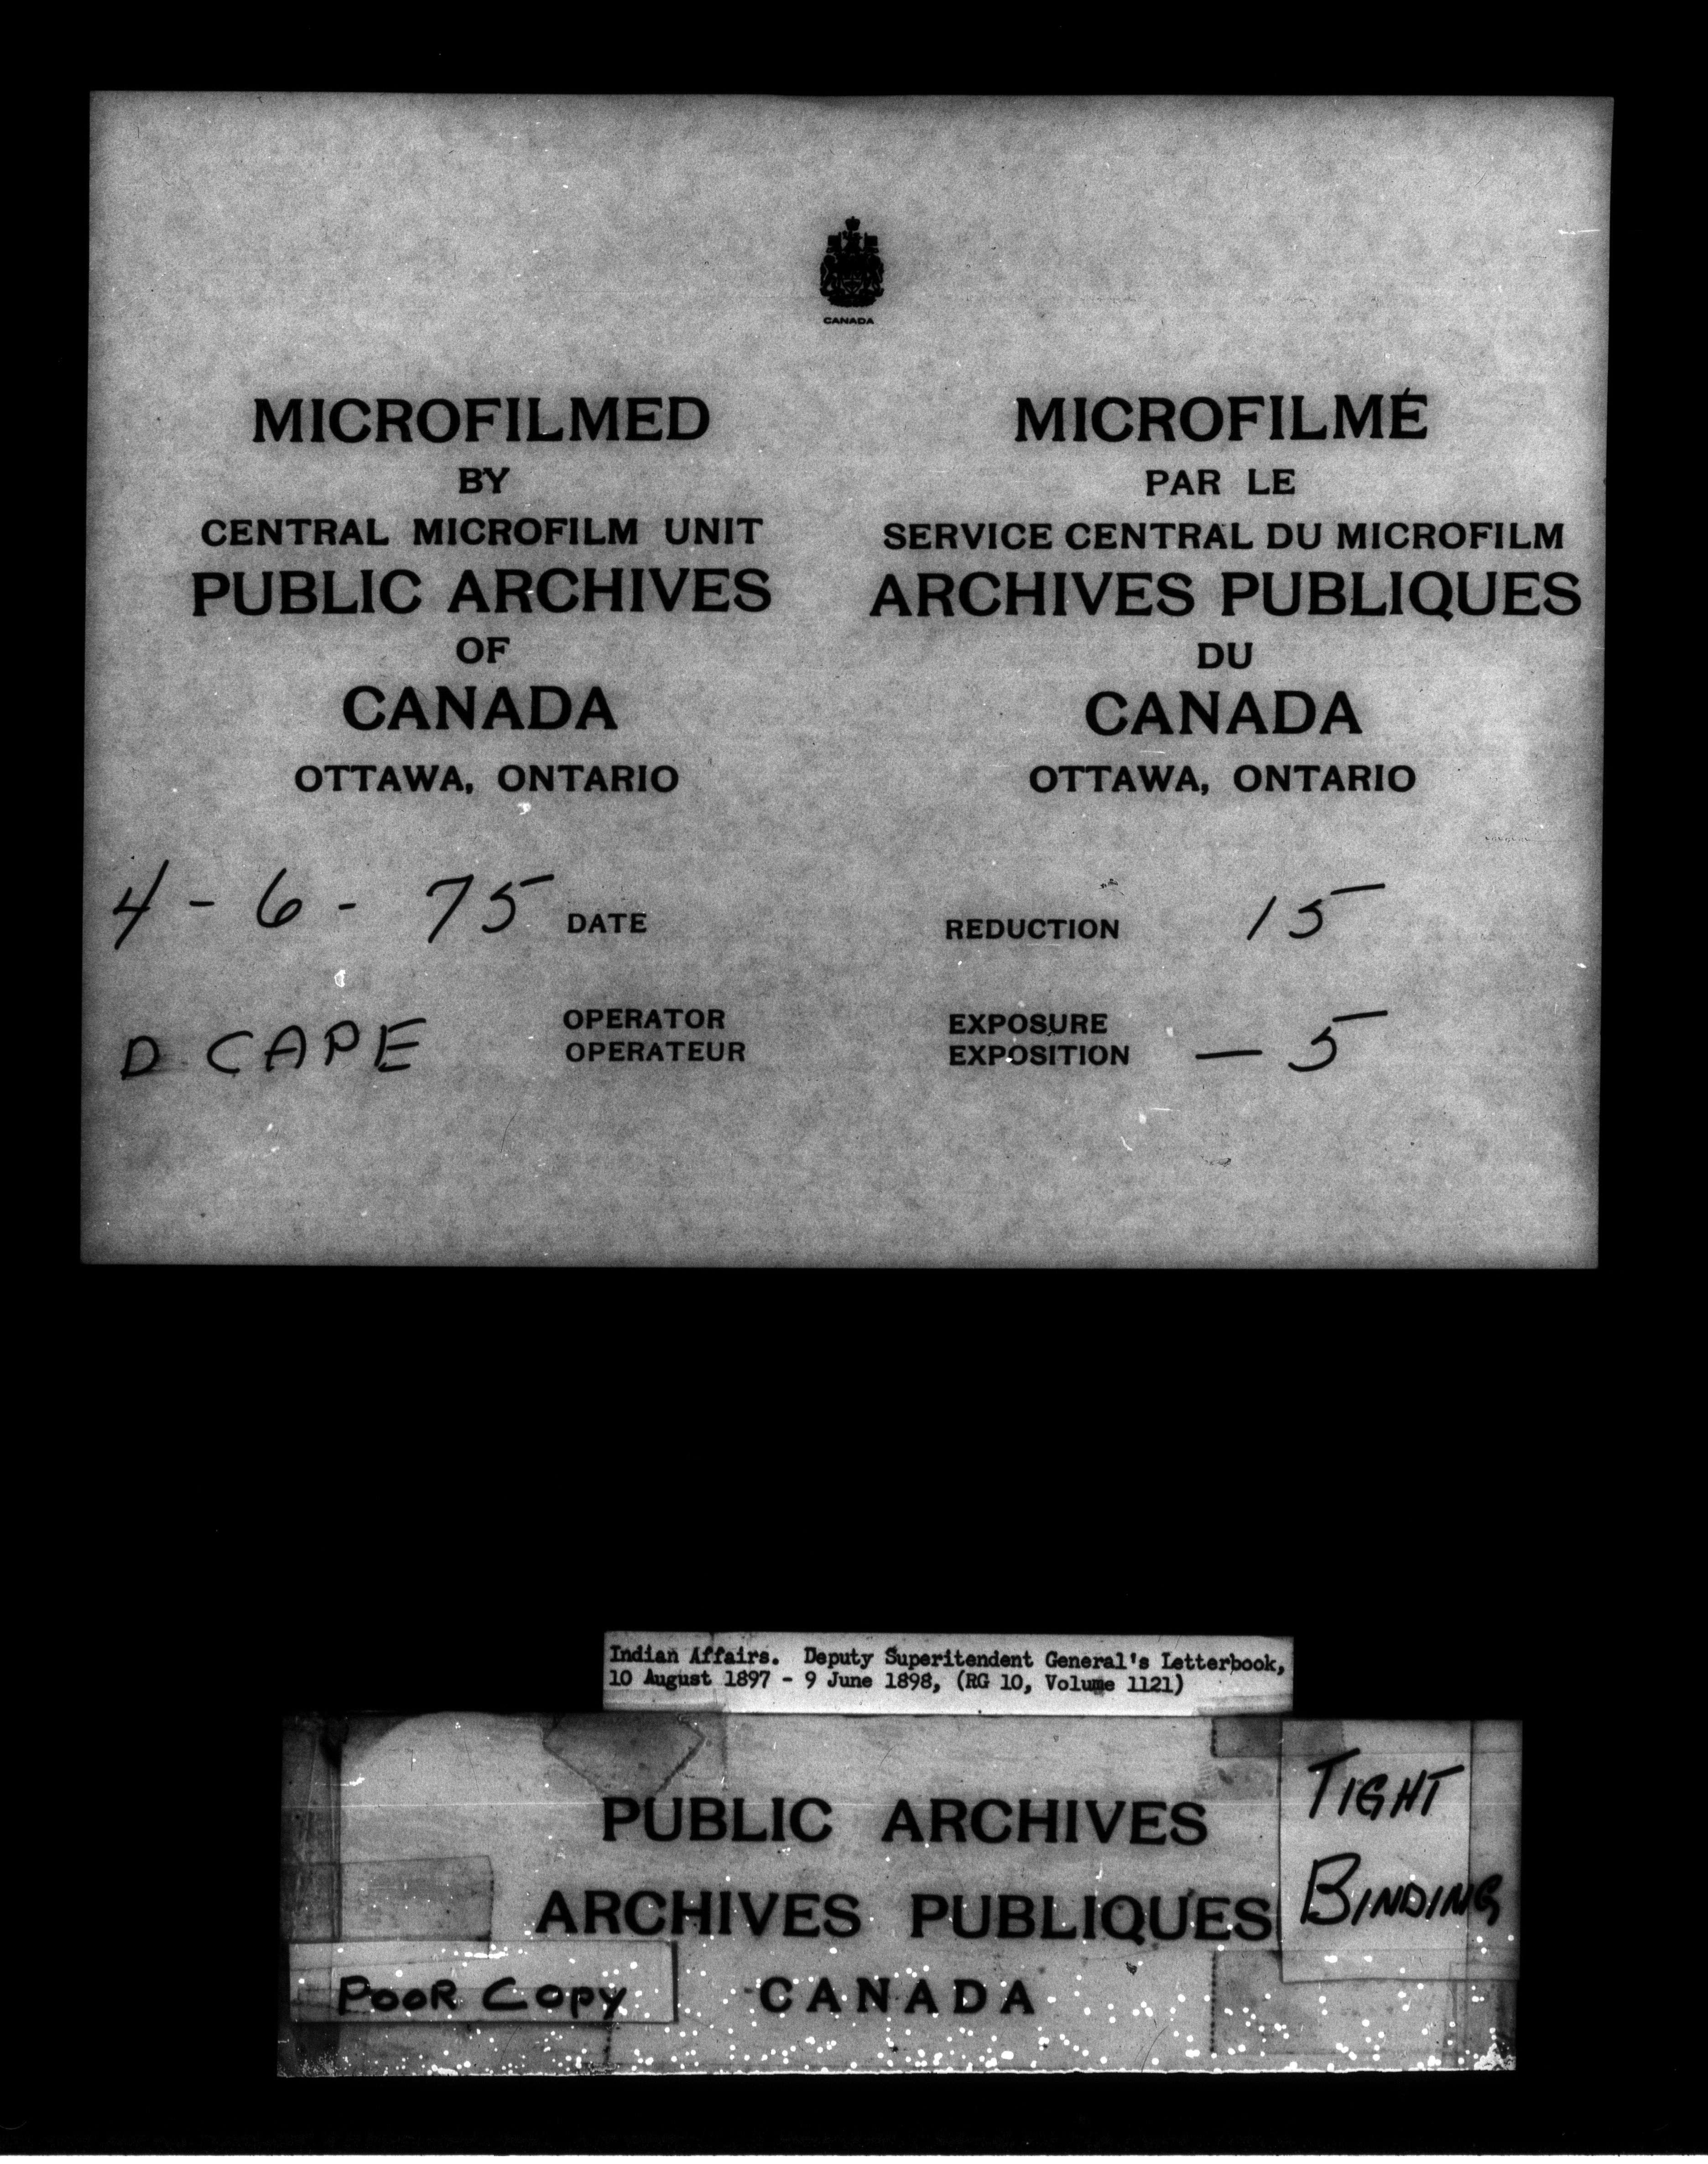 CANADA
MICROFILMED
BY
CENTRAL MICROFILM UNIT
PUBLIC ARCHIVES
OF
CANADA
OTTAWA, ONTARIO
MICROFILMÉ
PAR LE
SERVICE CENTRAL DU MICROFILM
ARCHIVES PUBLIQUES
DU
CANADA
OTTAWA, ONTARIO
4-6-75 DATE
D CAPE OPERATOR
OPERATEUR
REDUCTION 15
EXPOSURE
EXPOSITION -5
Indian Affairs. Deputy Superitendent General's Letterbook,
10 August 1897 - 9 June 1898, (RG 10, Volume 1121)
PUBLIC ARCHIVES
ARCHIVES PUBLIQUES
CANADA
TIGHT
BINDING
POOR COPY